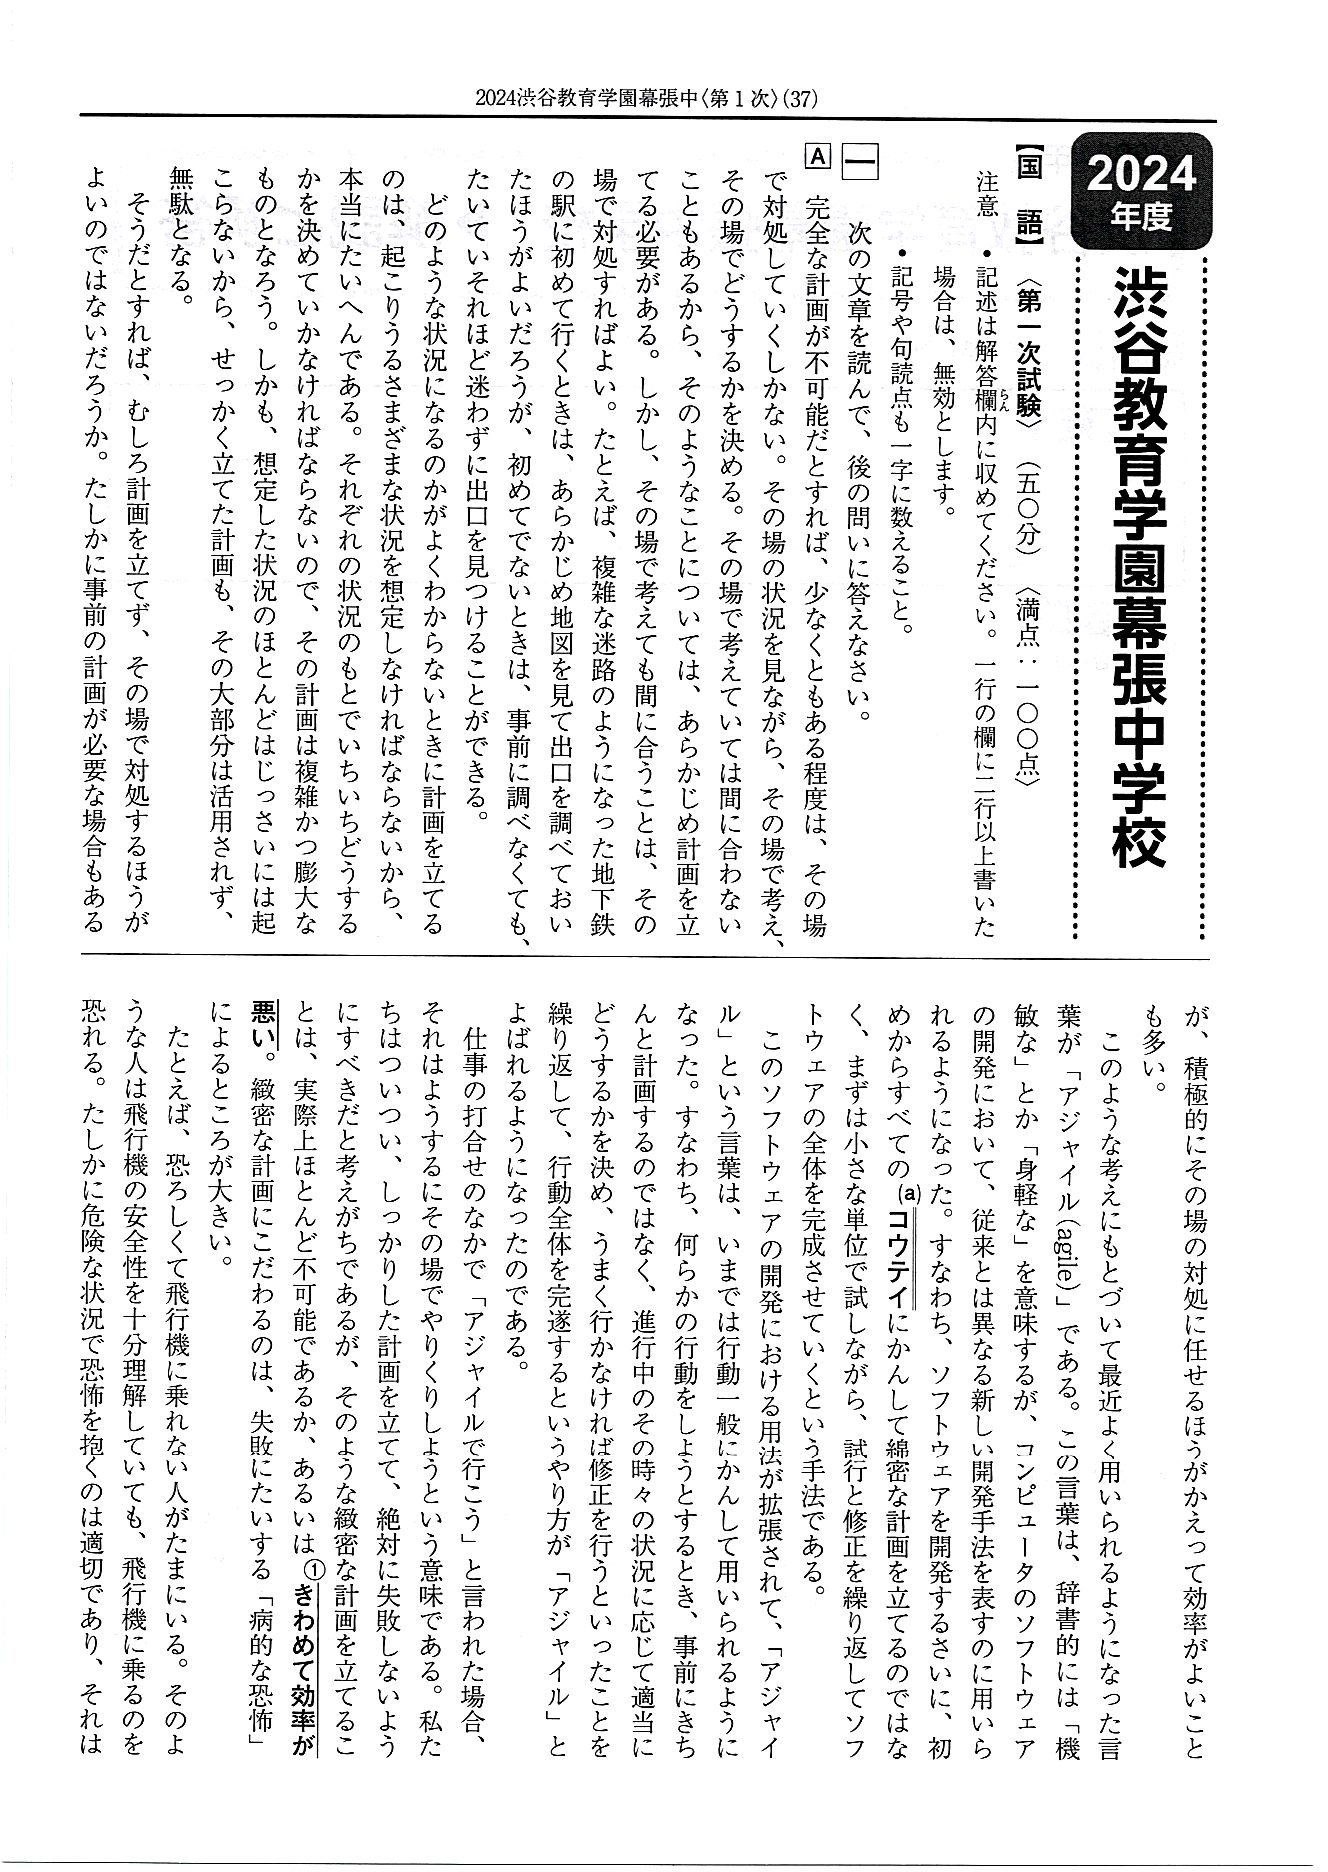 2024渋谷教育学園幕張中〈第1次〉(37)
2024年度
渋谷教育学園幕張中学校
【国語】〈第一次試験〉(五〇分)〈満点:一〇〇点〉
注意 ・記述は解答欄内に収めてください。一行の欄に二行以上書いた
らん
場合は、無効とします。
・記号や句読点も一字に数えること。
一 次の文章を読んで、後の問いに答えなさい。
A 完全な計画が不可能だとすれば、少なくともある程度は、その場
で対処していくしかない。その場の状況を見ながら、その場で考え、
その場でどうするかを決める。その場で考えていては間に合わない
こともあるから、そのようなことについては、あらかじめ計画を立
てる必要がある。しかし、その場で考えても間に合うことは、その
場で対処すればよい。たとえば、複雑な迷路のようになった地下鉄
の駅に初めて行くときは、あらかじめ地図を見て出口を調べておい
たほうがよいだろうが、初めてでないときは、事前に調べなくても、
たいていそれほど迷わずに出口を見つけることができる。
どのような状況になるのかがよくわからないときに計画を立てる
のは、起こりうるさまざまな状況を想定しなければならないから、
本当にたいへんである。それぞれの状況のもとでいちいちどうする
かを決めていかなければならないので、その計画は複雑かつ膨大な
ものとなろう。しかも、想定した状況のほとんどはじっさいには起
こらないから、せっかく立てた計画も、その大部分は活用されず、
無駄となる。
そうだとすれば、むしろ計画を立てず、その場で対処するほうが
よいのではないだろうか。たしかに事前の計画が必要な場合もある
が、積極的にその場の対処に任せるほうがかえって効率がよいこと
も多い。
このような考えにもとづいて最近よく用いられるようになった言
葉が「アジャイル(agile)」である。この言葉は、辞書的には「機
敏な」とか「身軽な」を意味するが、コンピュータのソフトウェア
の開発において、従来とは異なる新しい開発手法を表すのに用いら
れるようになった。すなわち、ソフトウェアを開発するさいに、初
めからすべての(a)コウテイにかんして綿密な計画を立てるのではな
く、まずは小さな単位で試しながら、試行と修正を繰り返してソフ
トウェアの全体を完成させていくという手法である。
このソフトウェアの開発における用法が拡張されて、「アジャイ
ル」という言葉は、いまでは行動一般にかんして用いられるように
なった。すなわち、何らかの行動をしようとするとき、事前にきち
んと計画するのではなく、進行中のその時々の状況に応じて適当に
どうするかを決め、うまく行かなければ修正を行うといったことを
繰り返して、行動全体を完遂するというやり方が「アジャイル」と
よばれるようになったのである。
仕事の打合せのなかで「アジャイルで行こう」と言われた場合、
それはようするにその場でやりくりしようという意味である。私た
ちはついつい、しっかりした計画を立てて、絶対に失敗しないよう
にすべきだと考えがちであるが、そのような緻密な計画を立てるこ
とは、実際上ほとんど不可能であるか、あるいは①きわめて効率が
悪い。緻密な計画にこだわるのは、失敗にたいする「病的な恐怖」
によるところが大きい。
たとえば、恐ろしくて飛行機に乗れない人がたまにいる。そのよ
うな人は飛行機の安全性を十分理解していても、飛行機に乗るのを
恐れる。たしかに危険な状況で恐怖を抱くのは適切であり、それは